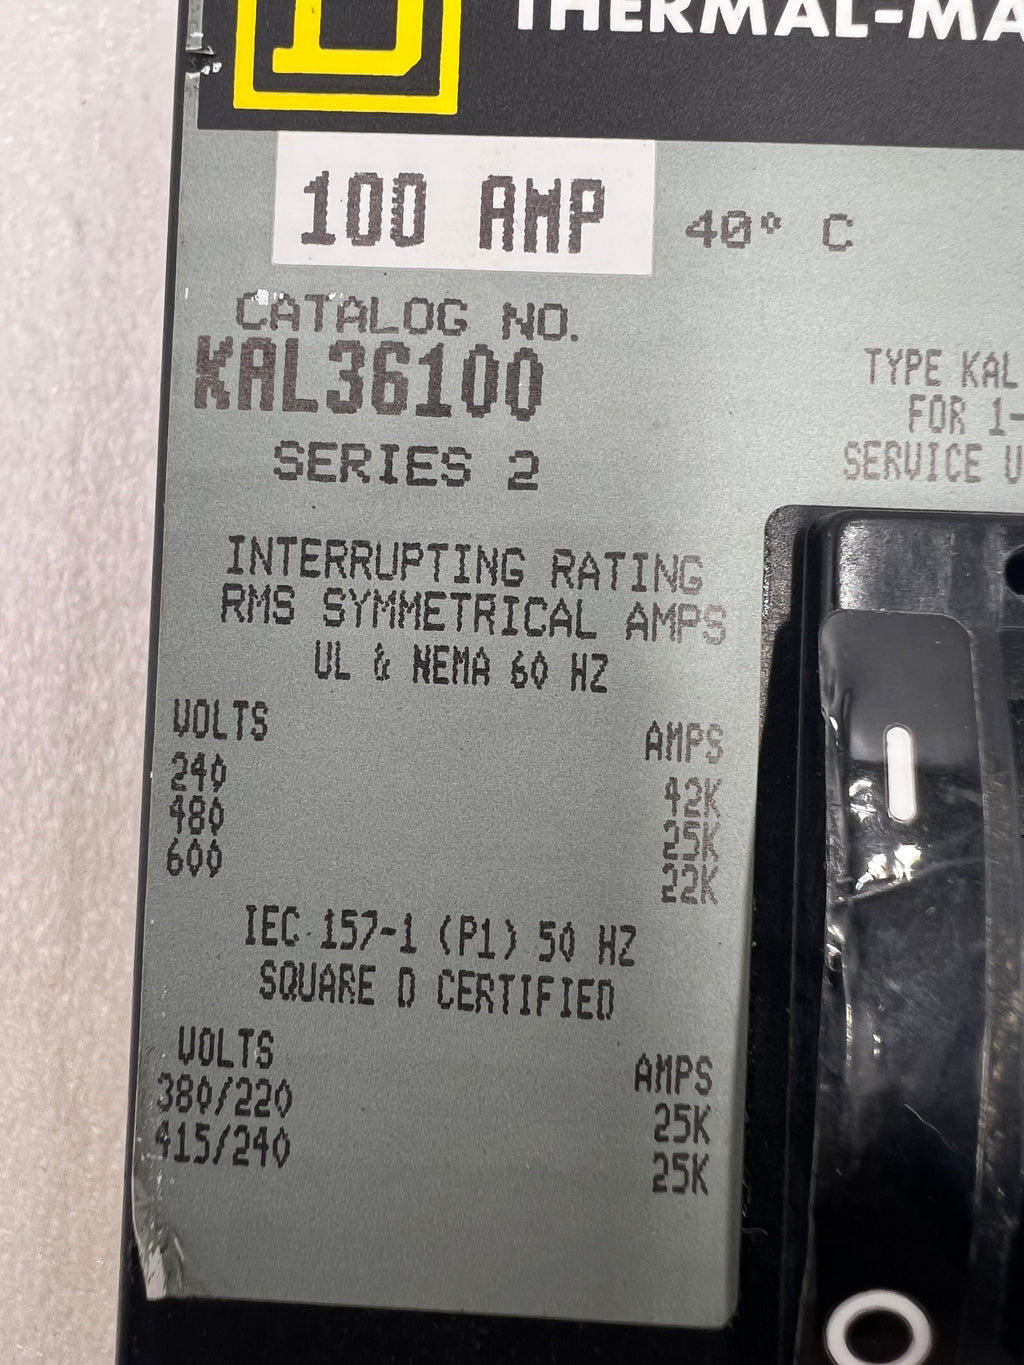 D
THERMAL-MA
100 AMP 40° C
CATALOG NO.
KAL36100
SERIES 2
TYPE KAL
FOR 1-
SERVICE U
INTERRUPTING RATING
RMS SYMMETRICAL AMPS
UL & NEMA 60 HZ
VOLTS AMPS
240 42K
480 25K
600 22K
IEC 157-1 (P1) 50 HZ
SQUARE D CERTIFIED
VOLTS AMPS
380/220 25K
415/240 25K